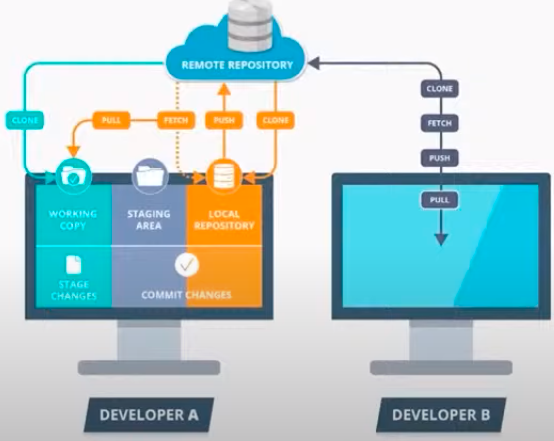 REMOTE REPOSITORY
CLONE
PULL
FETCH
PUSH
CLONE
CLONE
FETCH
PUSH
PULL
WORKING
COPY
STAGING
AREA
LOCAL
REPOSITORY
STAGE
CHANGES
COMMIT CHANGES
DEVELOPER A
DEVELOPER B